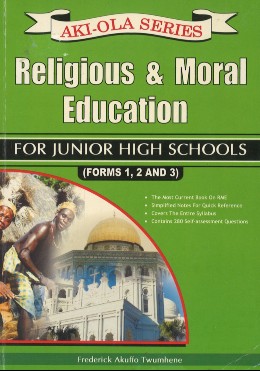 AKI-OLA SERIES
Religious & Moral
Education
FOR JUNIOR HIGH SCHOOLS
(FORMS 1, 2 AND 3)
• The Most Current Book On RME
• Simplified Notes For Quick Reference
• Covers The Entire Syllabus
• Contains 380 Self-assessment Questions
Frederick Akuffo Twumhene